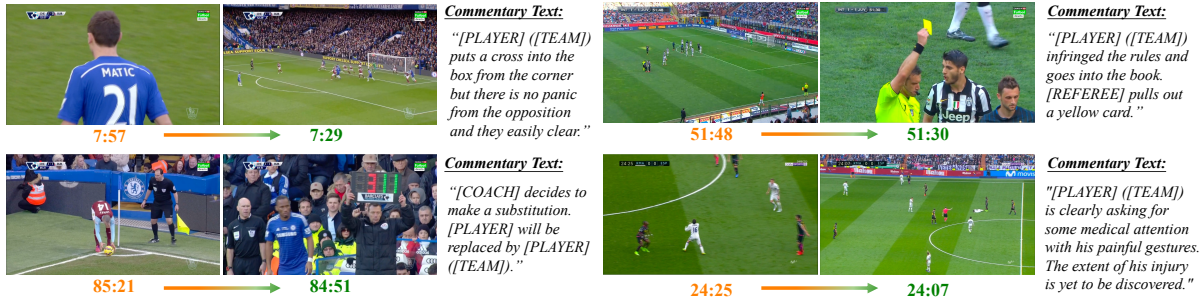 MATIC
21
7:57
7:29
Commentary Text:
“[PLAYER] ([TEAM])
puts a cross into the
box from the corner
but there is no panic
from the opposition
and they easily clear.”
Jeep
51:48
51:30
Commentary Text:
“[PLAYER] ([TEAM])
infringed the rules and
goes into the book.
[REFEREE] pulls out
a yellow card.”
85:21
84:51
Commentary Text:
“[COACH] decides to
make a substitution.
[PLAYER] will be
replaced by [PLAYER]
([TEAM]).”
24:25
24:07
Commentary Text:
"[PLAYER] ([TEAM])
is clearly asking for
some medical attention
with his painful gestures.
The extent of his injury
is yet to be discovered."